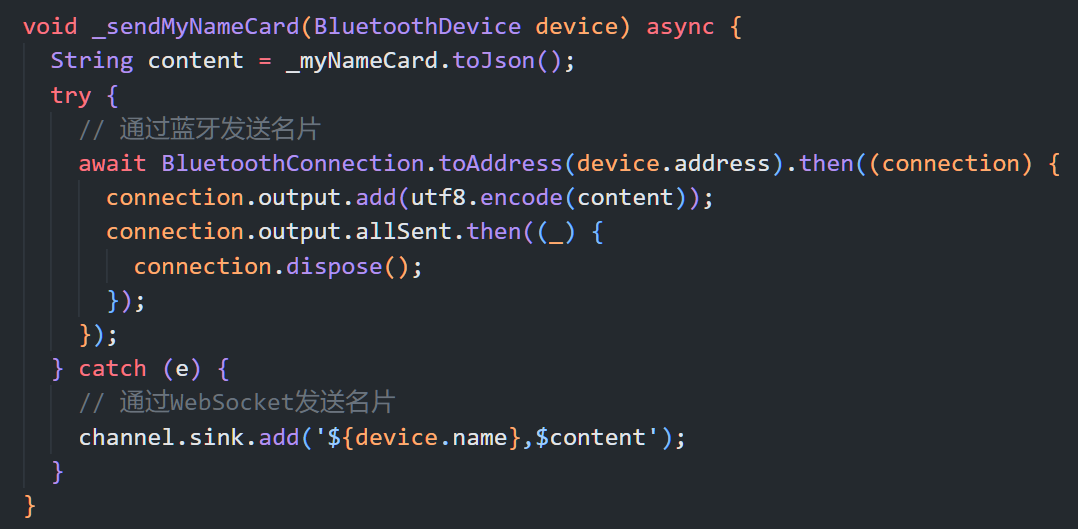 void _sendMyNameCard(BluetoothDevice device) async {
  String content = _myNameCard.toJson();
  try {
    // 通过蓝牙发送名片
    await BluetoothConnection.toAddress(device.address).then((connection) {
      connection.output.add(utf8.encode(content));
      connection.output.allSent.then((_) {
        connection.dispose();
      });
    });
  } catch (e) {
    // 通过WebSocket发送名片
    channel.sink.add('${device.name},$content');
  }
}